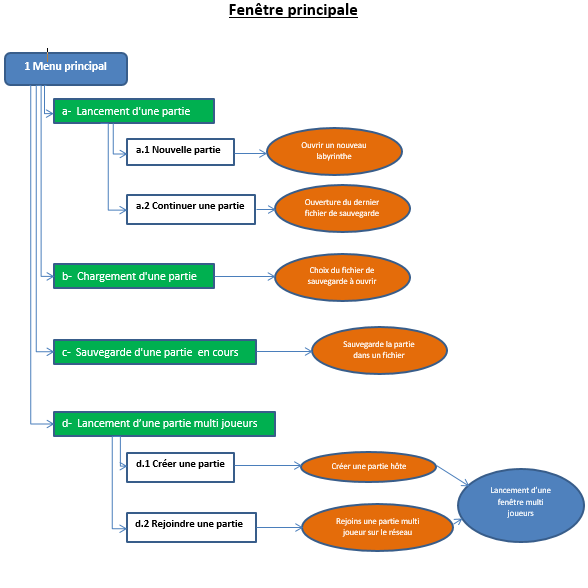 Fenêtre principale
1 Menu principal
a- Lancement d'une partie
a.1 Nouvelle partie
Ouvrir un nouveau
labyrinthe
a.2 Continuer une partie
Ouverture du dernier
fichier de sauvegarde
b- Chargement d'une partie
Choix du fichier de
sauvegarde à ouvrir
c- Sauvegarde d'une partie en cours
Sauvegarde la partie
dans un fichier
d- Lancement d'une partie multi joueurs
d.1 Créer une partie
Créer une partie hôte
Lancement d'une
fenêtre multi
joueurs
d.2 Rejoindre une partie
Rejoins une partie multi
joueur sur le réseau